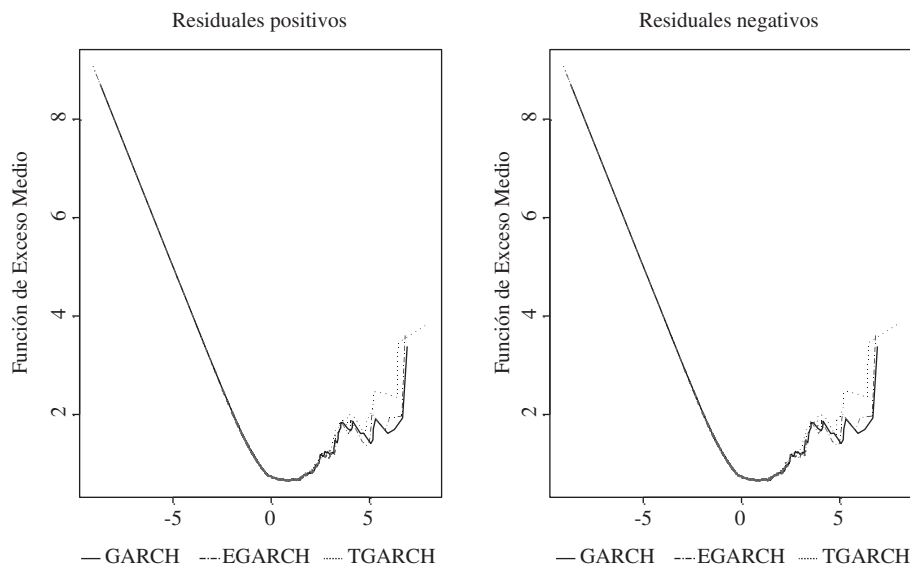 Residuales positivos
Función de Exceso Medio
8
6
4
2
-5 0 5
GARCH EGARCH TGARCH
Residuales negativos
Función de Exceso Medio
8
6
4
2
-5 0 5
GARCH EGARCH TGARCH